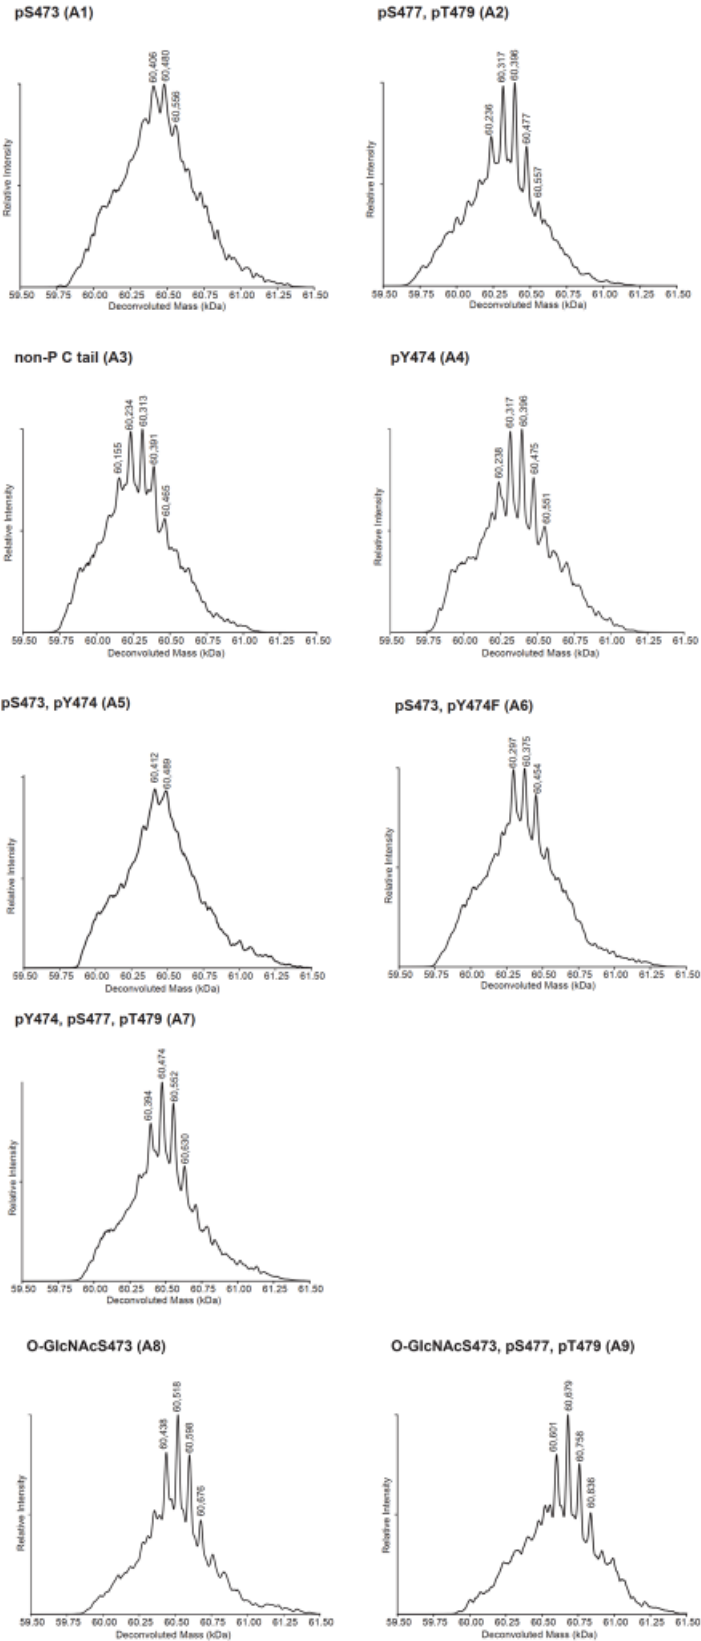 pS473 (A1)
60,406
60,480
60,556
Relative Intensity
59.50 59.75 60.00 60.25 60.50 60.75 61.00 61.25 61.50
Deconvoluted Mass (kDa)
pS477, pT479 (A2)
60,236
60,317
60,396
60,477
60,557
Relative Intensity
59.50 59.75 60.00 60.25 60.50 60.75 61.00 61.25 61.50
Deconvoluted Mass (kDa)
non-P C tail (A3)
60,155
60,234
60,313
60,391
60,465
Relative Intensity
59.50 59.75 60.00 60.25 60.50 60.75 61.00 61.25 61.50
Deconvoluted Mass (kDa)
pY474 (A4)
60,238
60,317
60,396
60,475
60,551
Relative Intensity
59.50 59.75 60.00 60.25 60.50 60.75 61.00 61.25 61.50
Deconvoluted Mass (kDa)
pS473, pY474 (A5)
60,412
60,489
Relative Intensity
59.50 59.75 60.00 60.25 60.50 60.75 61.00 61.25 61.50
Deconvoluted Mass (kDa)
pS473, pY474F (A6)
60,297
60,375
60,454
Relative Intensity
59.50 59.75 60.00 60.25 60.50 60.75 61.00 61.25 61.50
Deconvoluted Mass (kDa)
pY474, pS477, pT479 (A7)
60,394
60,474
60,552
60,630
Relative Intensity
59.50 59.75 60.00 60.25 60.50 60.75 61.00 61.25 61.50
Deconvoluted Mass (kDa)
O-GlcNAcS473 (A8)
60,438
60,518
60,598
60,676
Relative Intensity
59.50 59.75 60.00 60.25 60.50 60.75 61.00 61.25 61.50
Deconvoluted Mass (kDa)
O-GlcNAcS473, pS477, pT479 (A9)
60,601
60,679
60,758
60,836
Relative Intensity
59.50 59.75 60.00 60.25 60.50 60.75 61.00 61.25 61.50
Deconvoluted Mass (kDa)